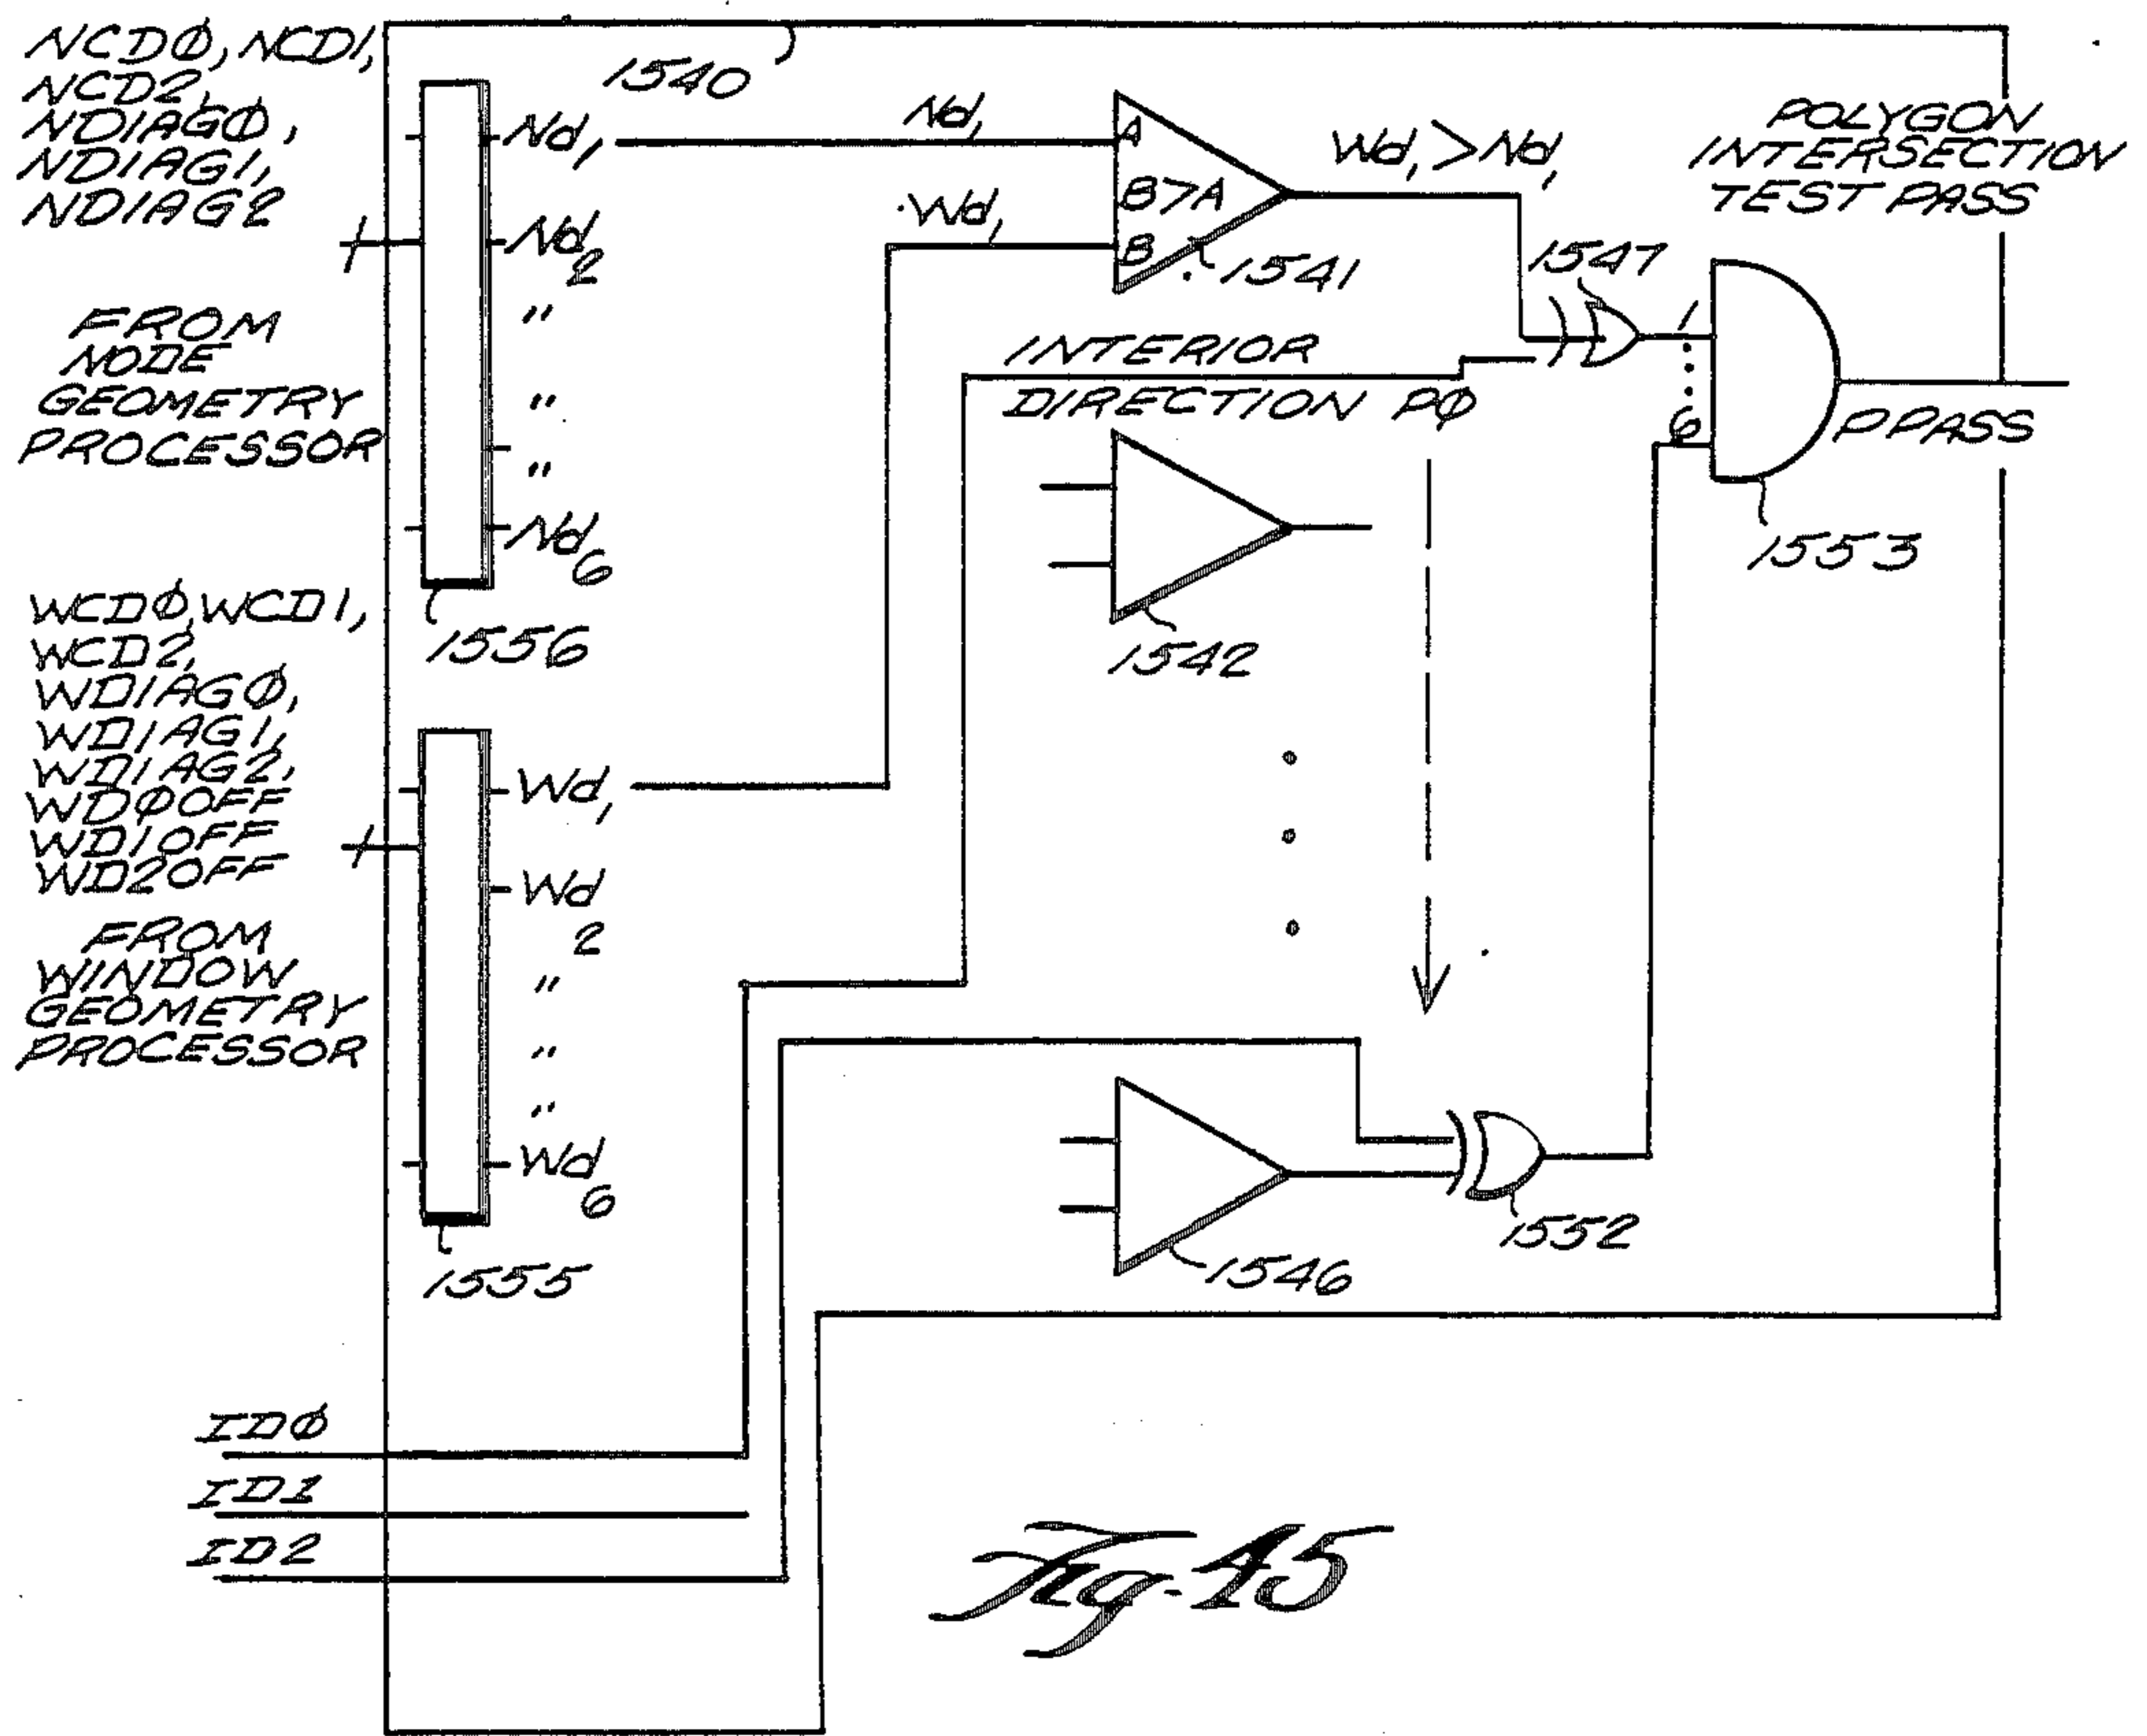 NCDØ, NCD1,
NCD2,
NDIAGØ,
NDIAG1,
NDIAG2
FROM
NODE
GEOMETRY
PROCESSOR
1540
Nd1
Nd2
"
"
"
Nd6
1556
Nd1
Wd1
A
B>A
B
1541
Wd1>Nd1
1547
POLYGON
INTERSECTION
TEST PASS
INTERIOR
DIRECTION PØ
1
6
PPASS
1553
1542
WCDØ, WCD1,
WCD2,
WDIAGØ,
WDIAG1,
WDIAG2,
WDØOFF
WD1OFF
WD2OFF
FROM
WINDOW
GEOMETRY
PROCESSOR
Wd1
Wd2
"
"
"
Wd6
1555
1546
1552
IDØ
ID1
ID2
Fig-15